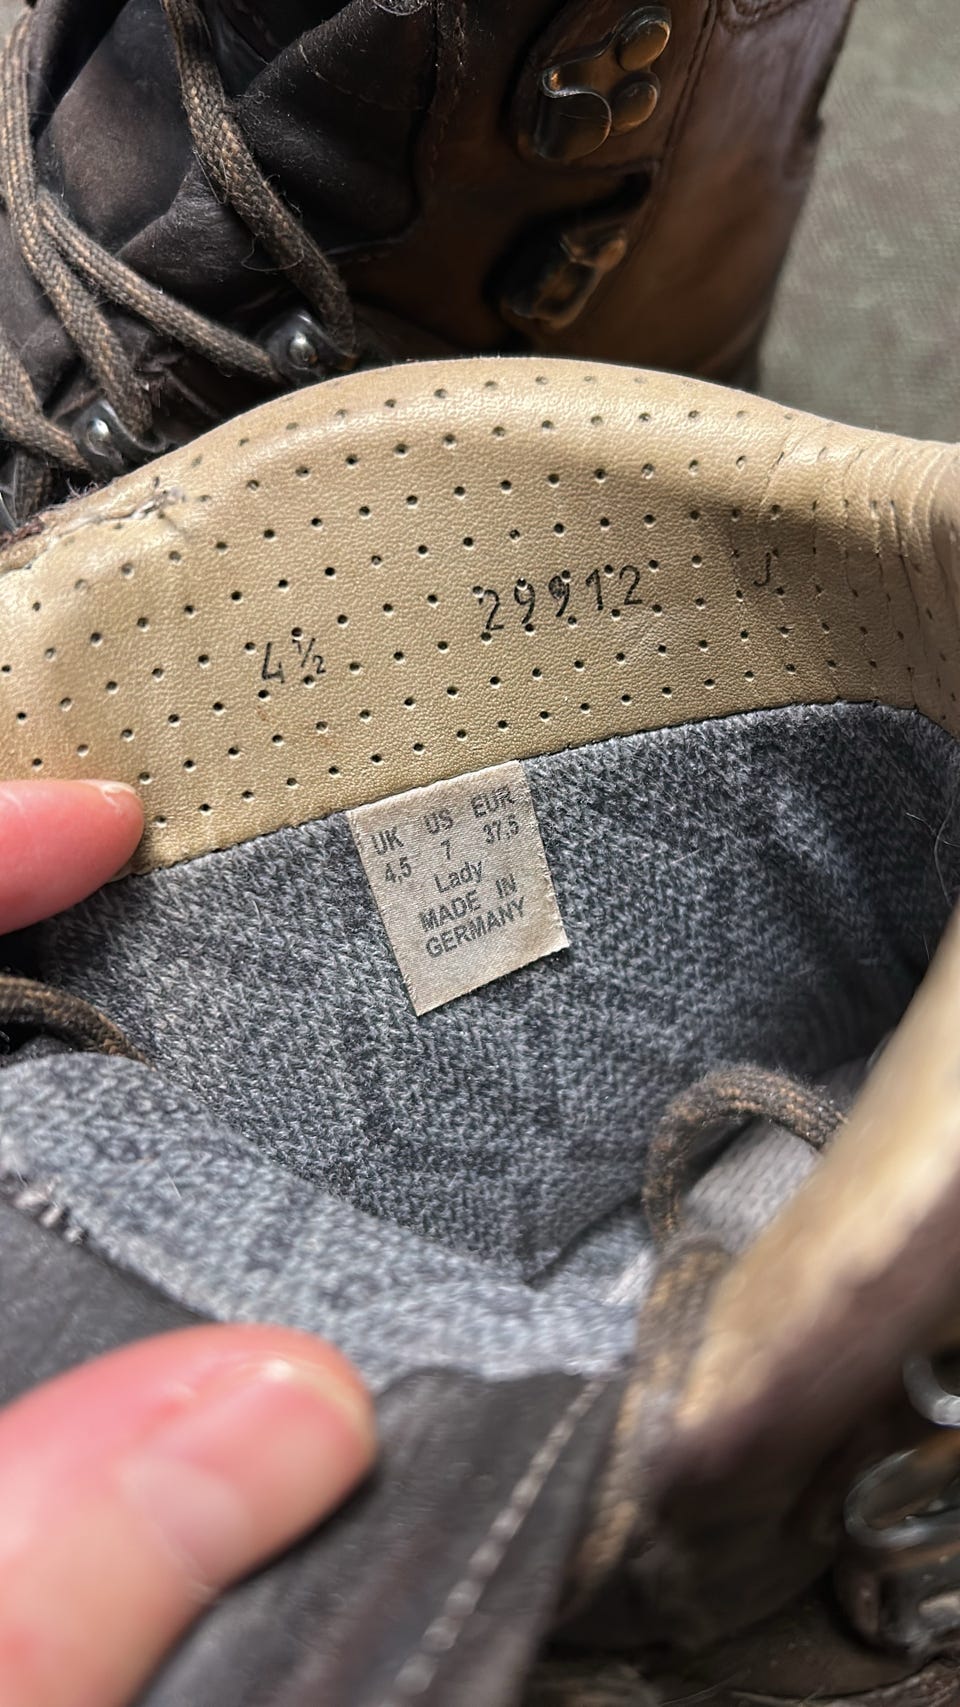 4½ 29912 J
UK US EUR
4,5 7 37,5
Lady
MADE IN
GERMANY